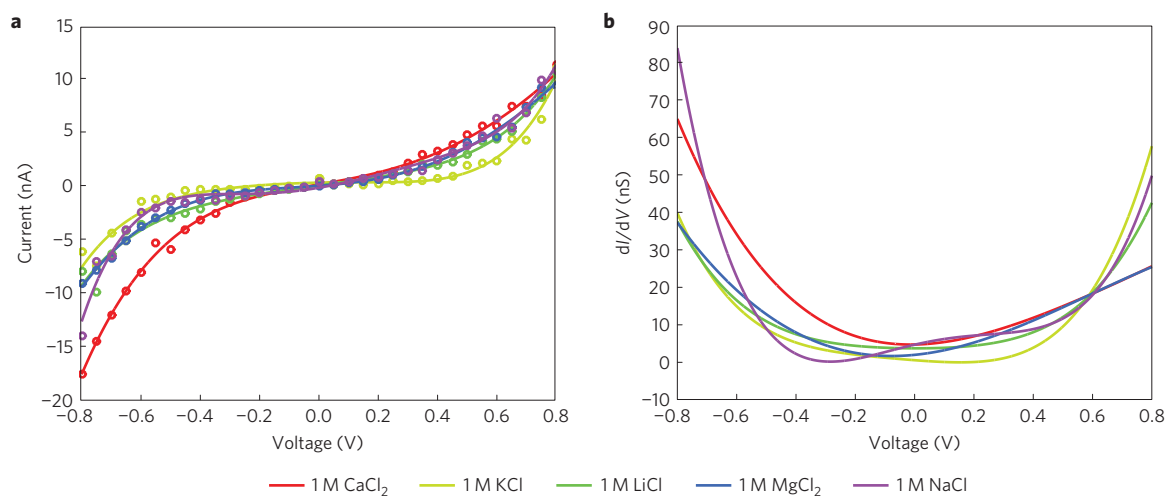 a
15
10
5
0
−5
−10
−15
−20
Current (nA)
−0.8 −0.6 −0.4 −0.2 0.0 0.2 0.4 0.6 0.8
Voltage (V)
b
90
80
70
60
50
40
30
20
10
0
−10
dI/dV (nS)
−0.8 −0.6 −0.4 −0.2 0.0 0.2 0.4 0.6 0.8
Voltage (V)
1 M CaCl₂ 1 M KCl 1 M LiCl 1 M MgCl₂ 1 M NaCl